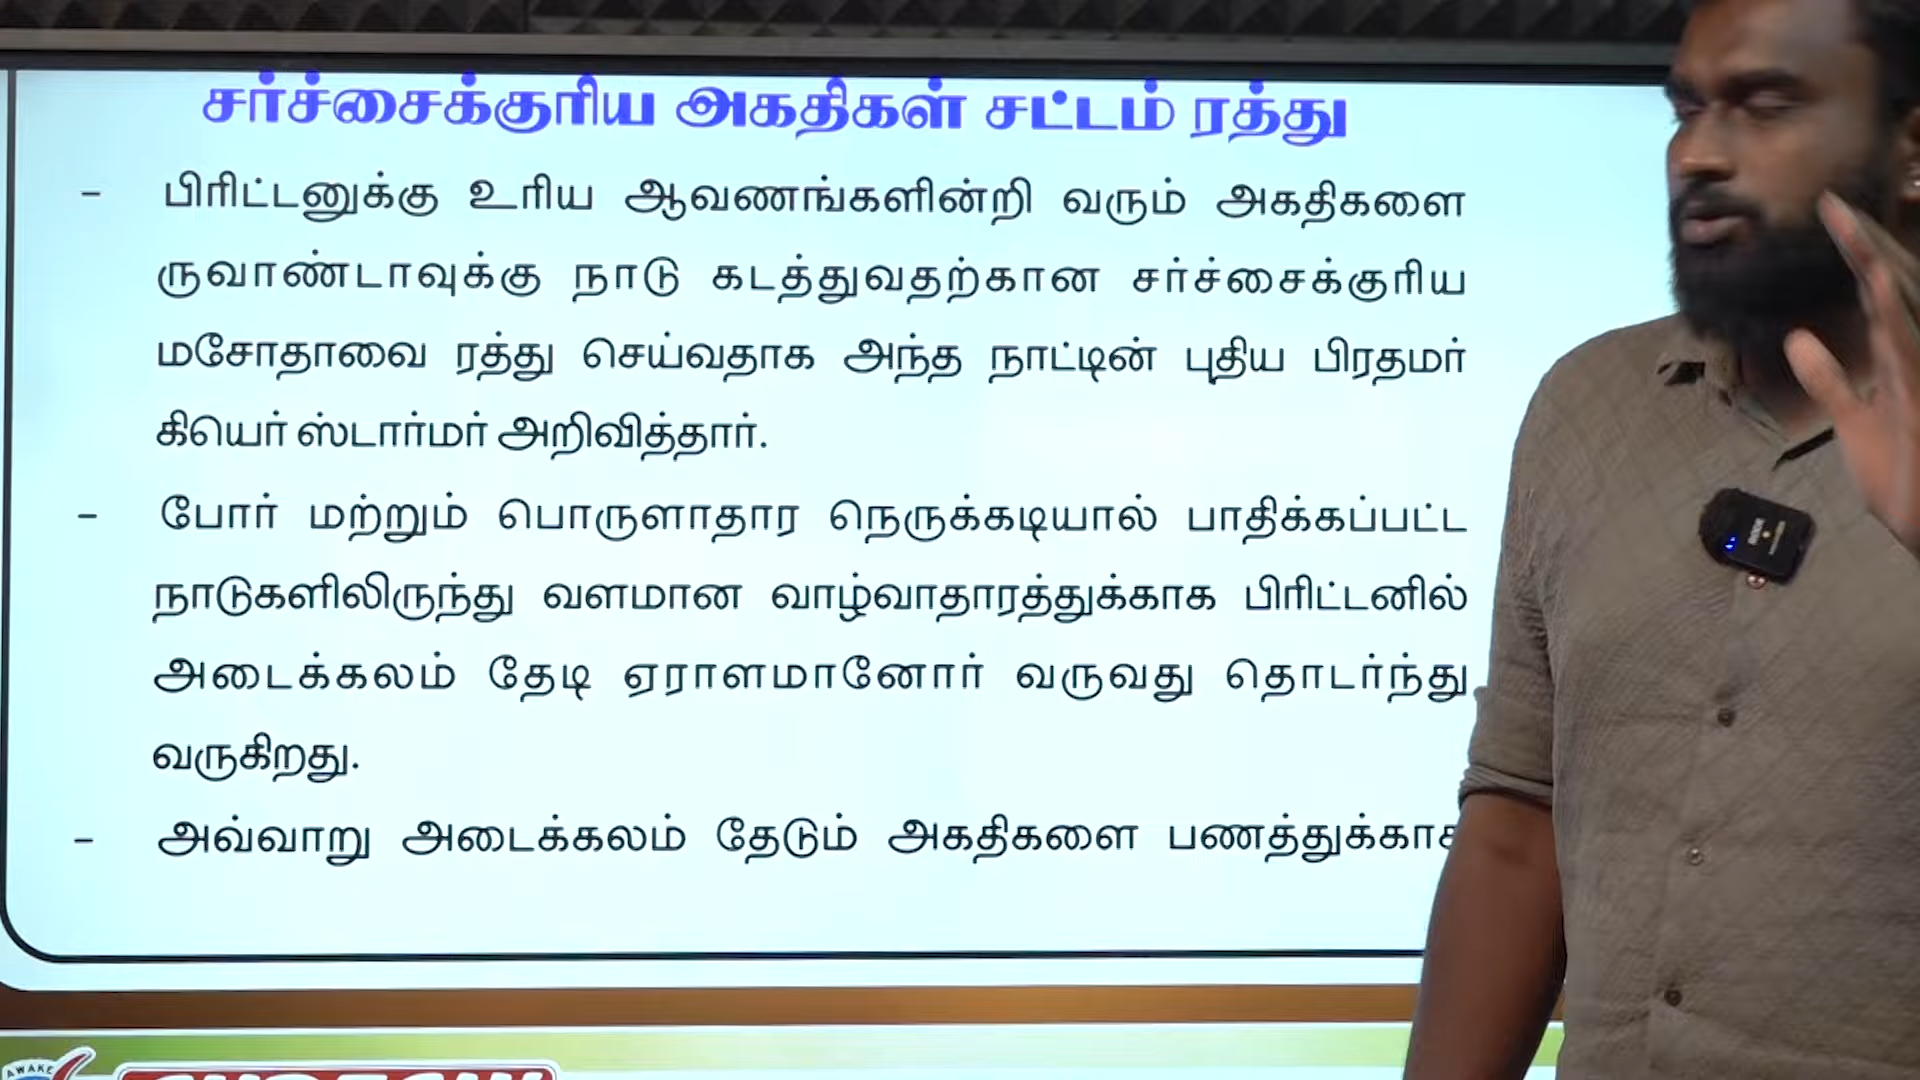 சர்ச்சைக்குரிய அகதிகள் சட்டம் ரத்து
- பிரிட்டனுக்கு உரிய ஆவணங்களின்றி வரும் அகதிகளை
ருவாண்டாவுக்கு நாடு கடத்துவதற்கான சர்ச்சைக்குரிய
மசோதாவை ரத்து செய்வதாக அந்த நாட்டின் புதிய பிரதமர்
கியெர் ஸ்டார்மர் அறிவித்தார்.
- போர் மற்றும் பொருளாதார நெருக்கடியால் பாதிக்கப்பட்ட
நாடுகளிலிருந்து வளமான வாழ்வாதாரத்துக்காக பிரிட்டனில்
அடைக்கலம் தேடி ஏராளமானோர் வருவது தொடர்ந்து
வருகிறது.
- அவ்வாறு அடைக்கலம் தேடும் அகதிகளை பணத்துக்காக
AWAKE